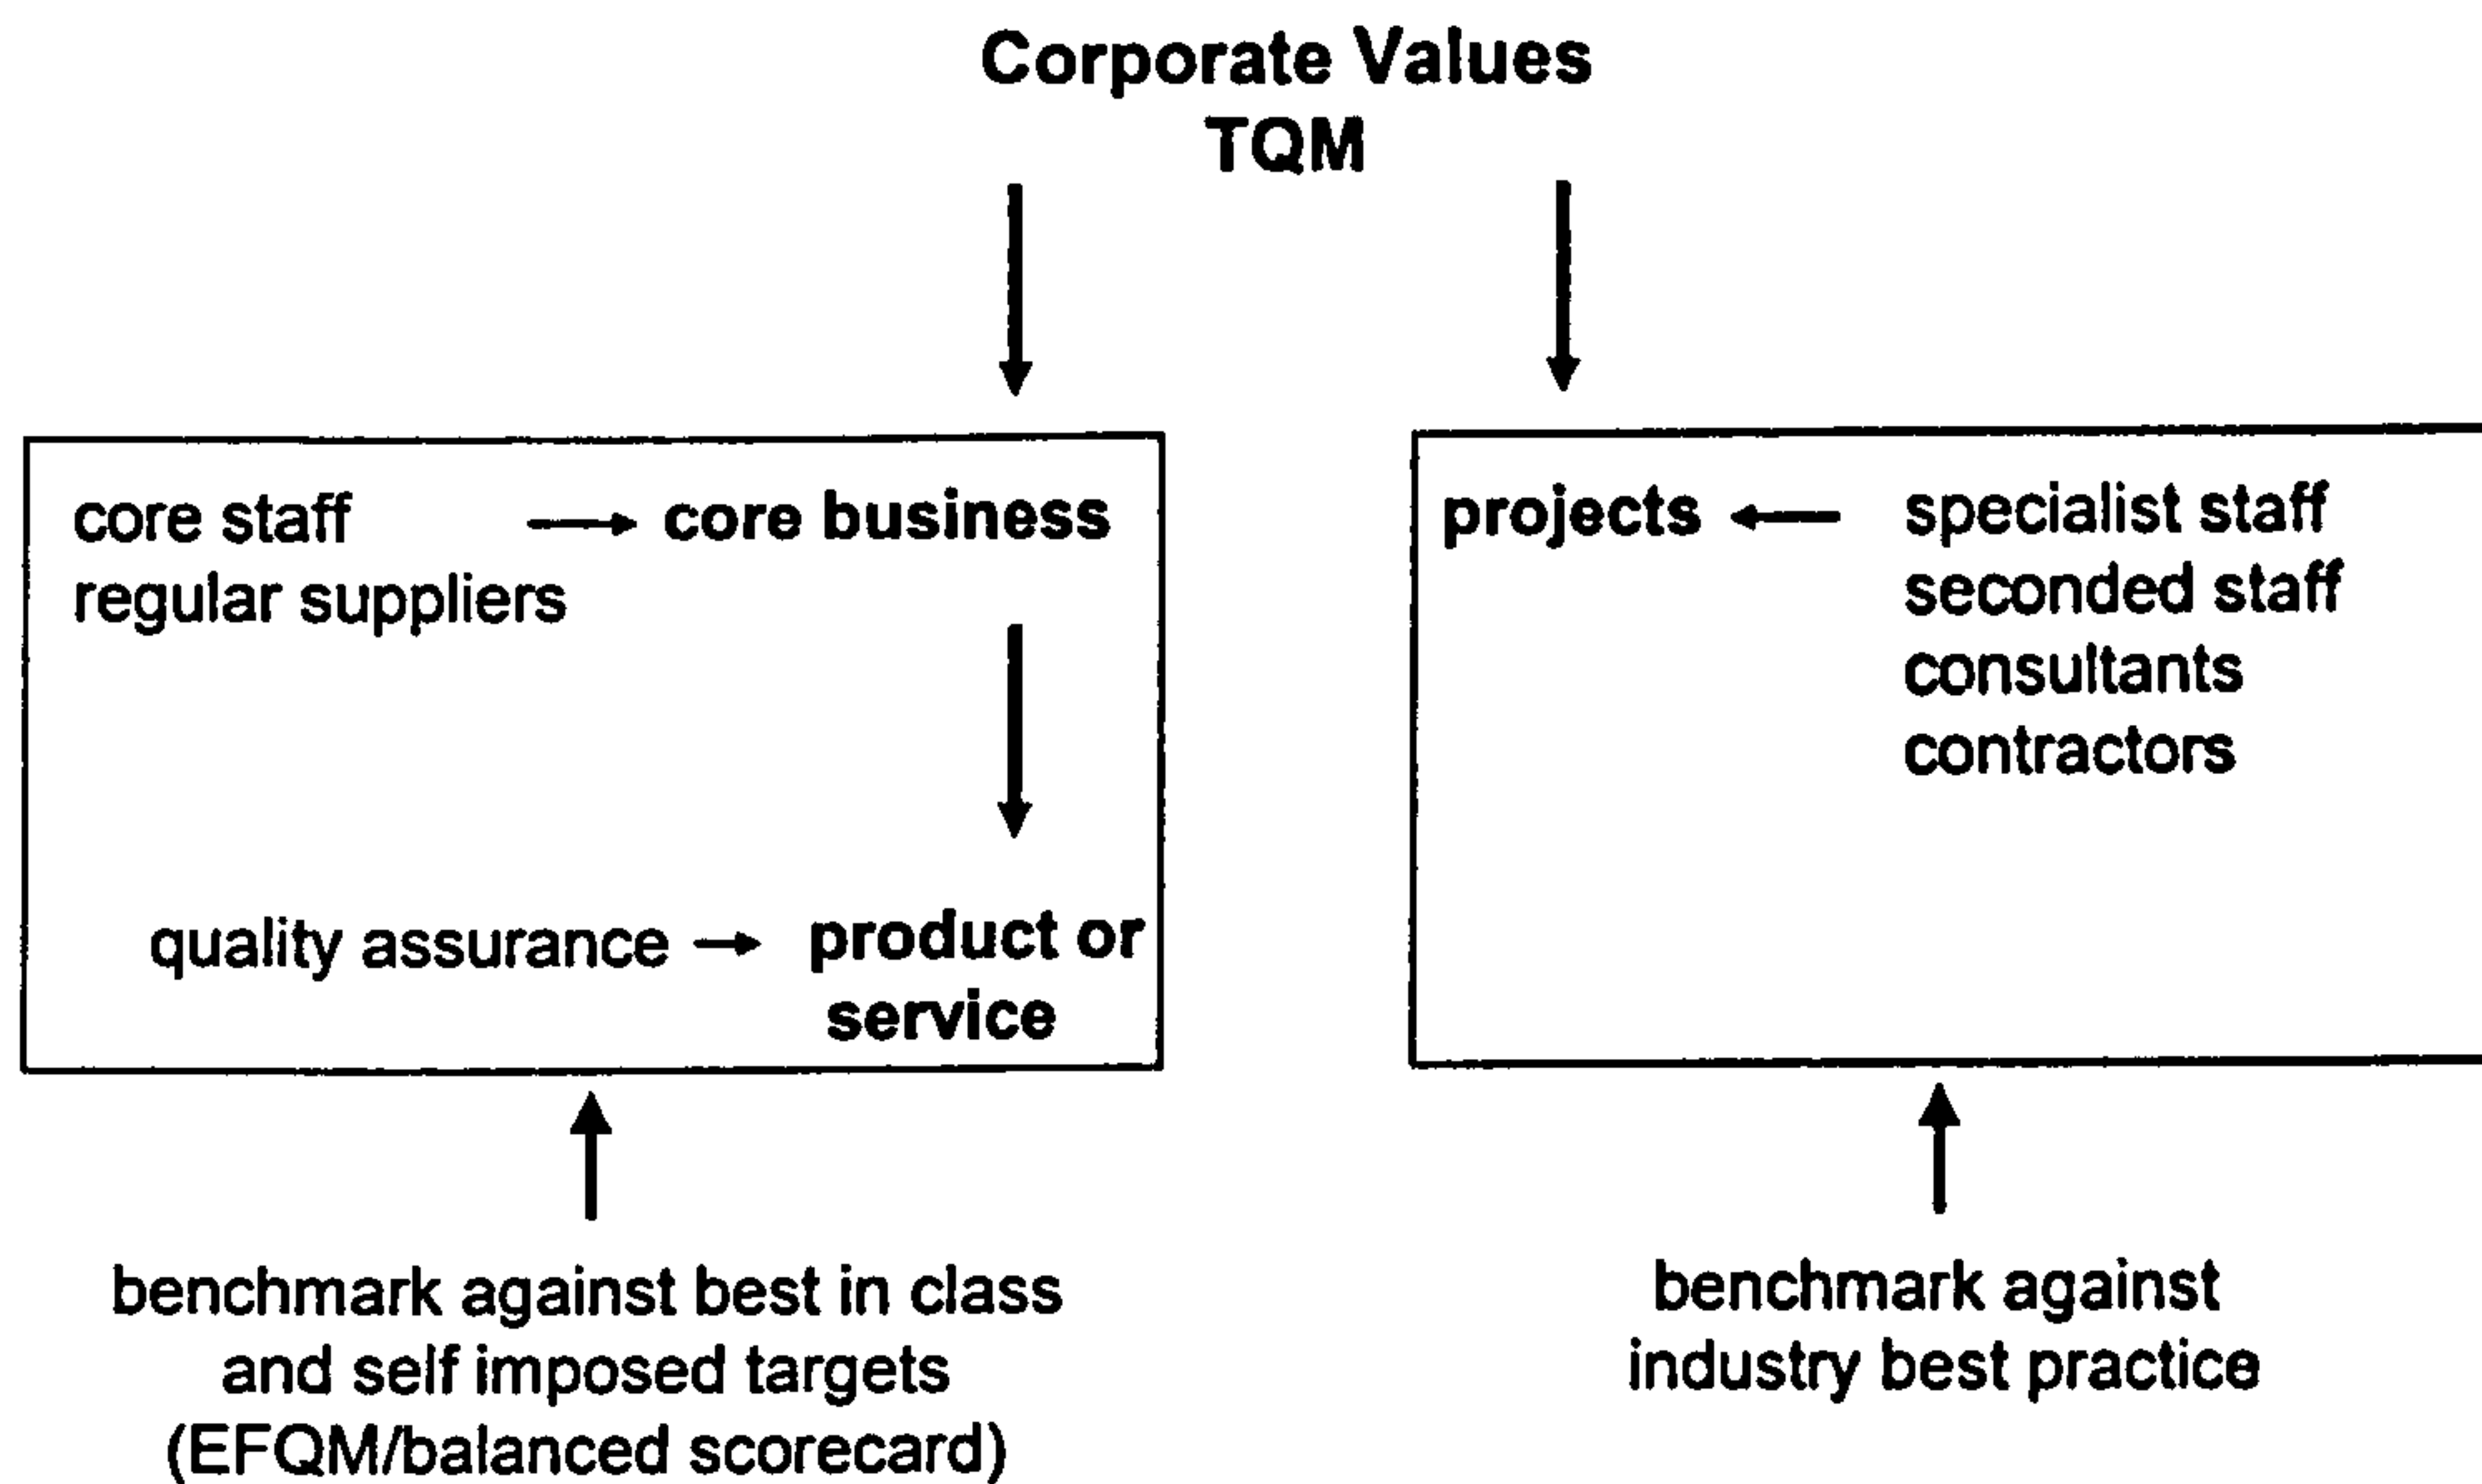 Corporate Values
TQM
core staff → core business
regular suppliers
quality assurance → product or
service
projects ← specialist staff
seconded staff
consultants
contractors
benchmark against best in class
and self imposed targets
(EFQM/balanced scorecard)
benchmark against
industry best practice